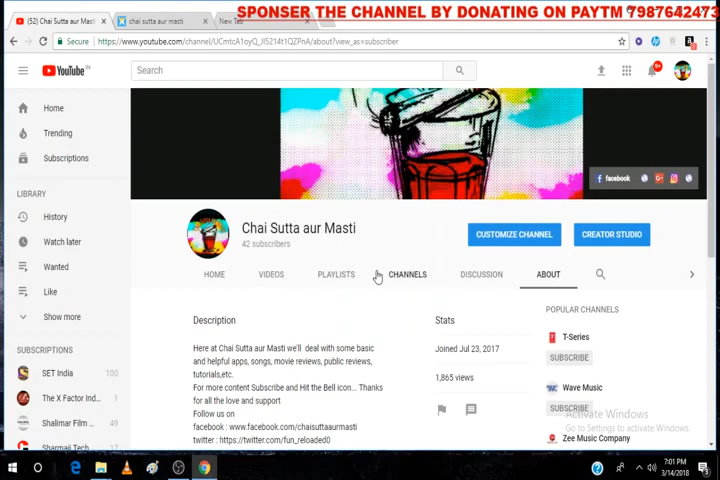 SPONSER THE CHANNEL BY DONATING ON PAYTM 7987642473
(52) Chai Sutta aur Mast
chai sutta aur masti
New Tab
Secure
https://www.youtube.com/channel/UCmtcA1oyQ_JI5214t1QZPnA/about?view_as=subscriber
YouTube IN
Search
9+
Home
Trending
Subscriptions
LIBRARY
History
Watch later
Wanted
Like
Show more
SUBSCRIPTIONS
SET India 100
The X Factor Ind... 1
Shalimar Film ... 49
Sharmaji Tech... 17
facebook
Chai Sutta aur Masti
42 subscribers
CUSTOMIZE CHANNEL
CREATOR STUDIO
HOME VIDEOS PLAYLISTS CHANNELS DISCUSSION ABOUT
Description
Here at Chai Sutta aur Masti we'll deal with some basic
and helpful apps, songs, movie reviews, public reviews,
tutorials,etc.
For more content Subscribe and Hit the Bell icon... Thanks
for all the love and support
Follow us on
facebook : www.facebook.com/chaisuttaaurmasti
twitter : https://twitter.com/fun_reloaded0
Stats
Joined Jul 23, 2017
1,865 views
POPULAR CHANNELS
T-Series
SUBSCRIBE
Wave Music
SUBSCRIBE
Zee Music Company
Activate Windows
Go to Settings to activate Windows.
7:01 PM
3/14/2018